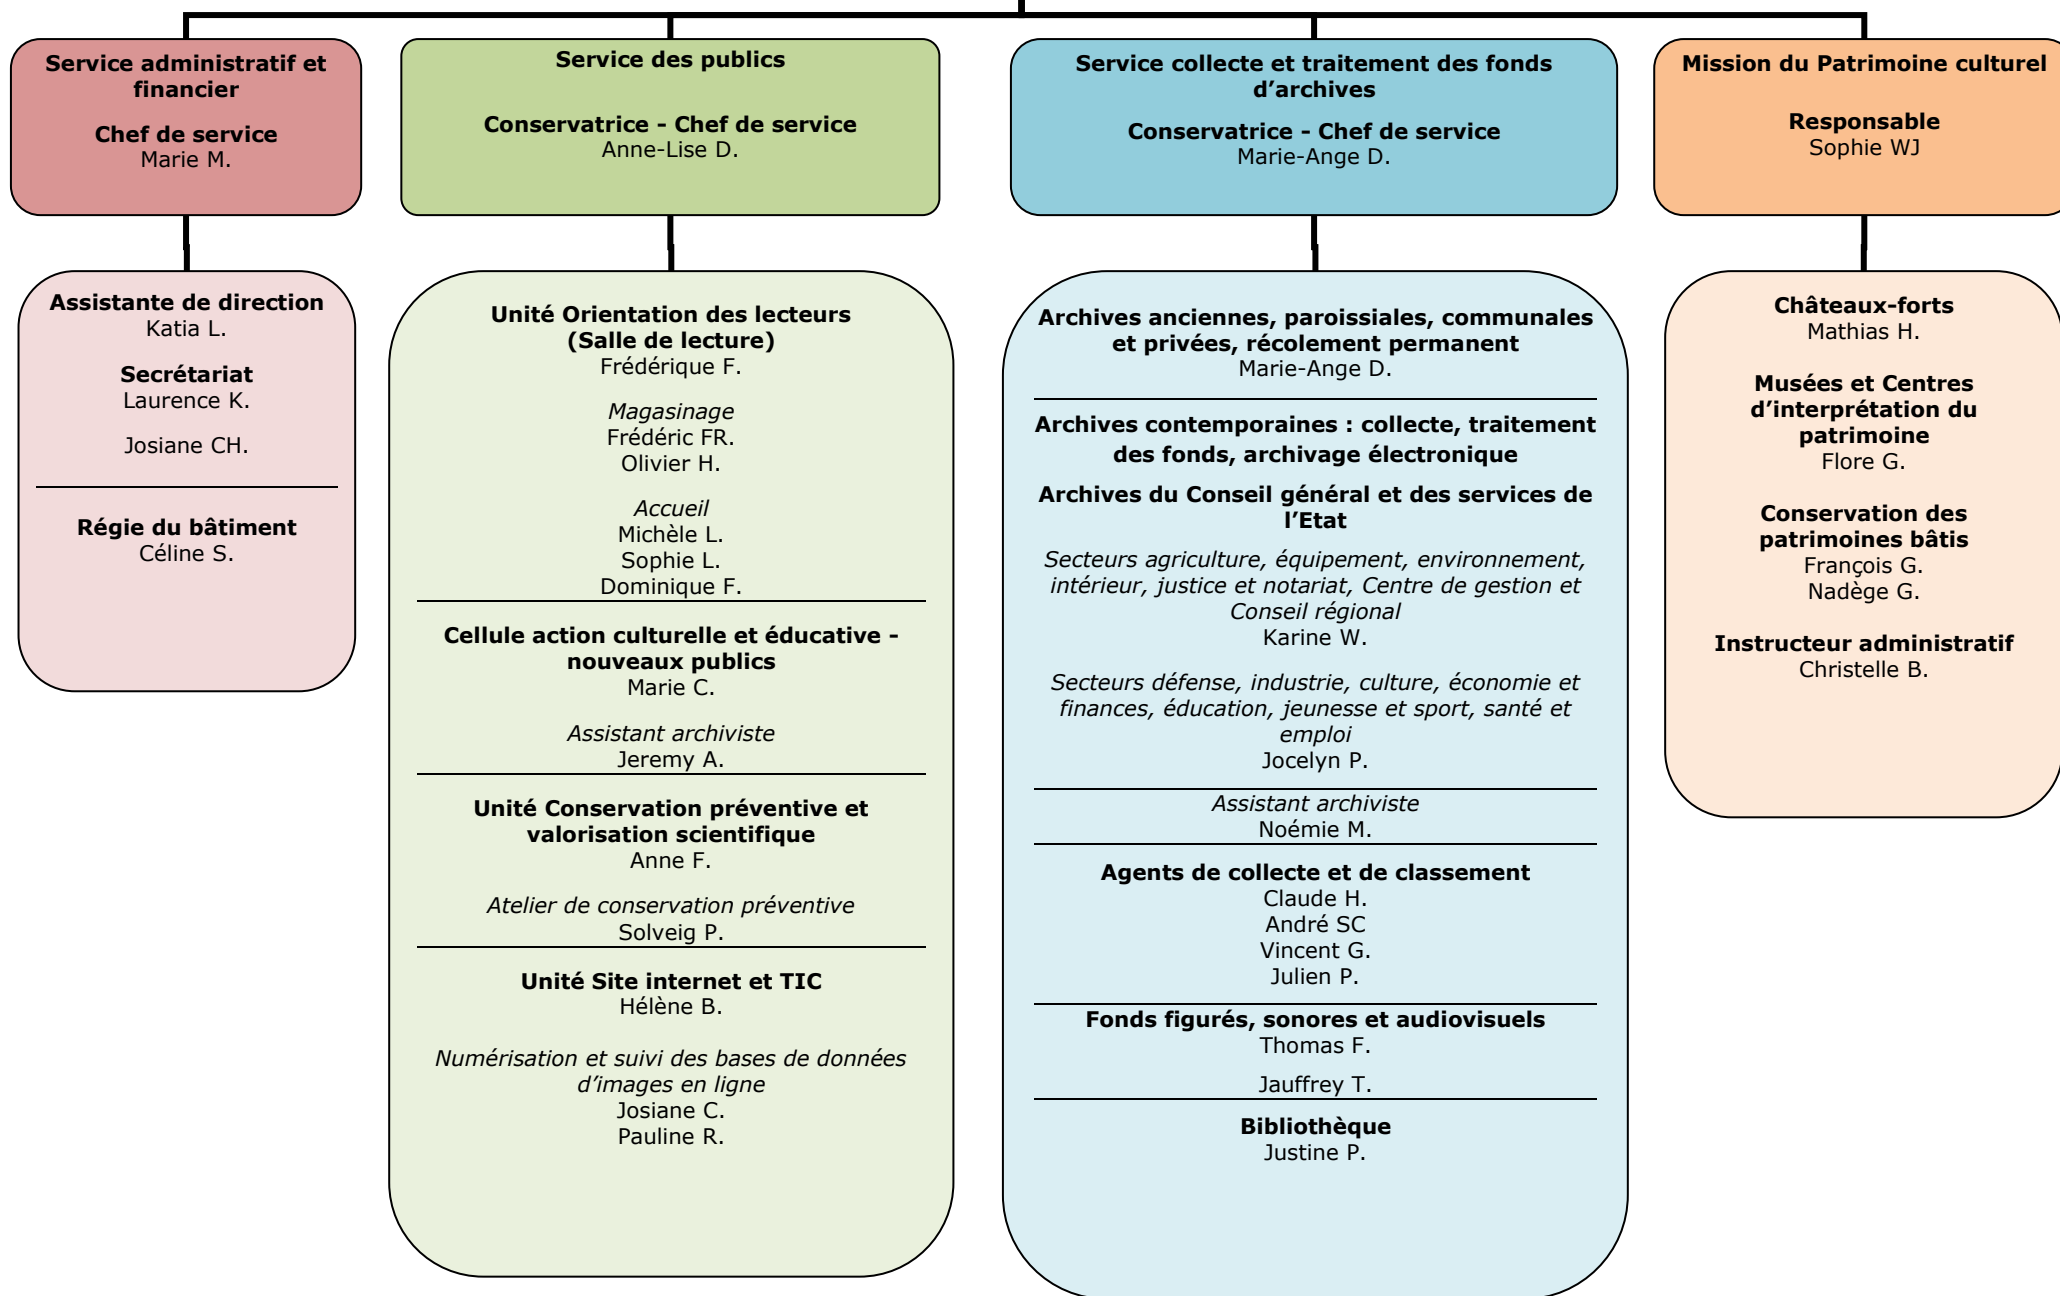 Service administratif et
financier
Chef de service
Marie M.
Assistante de direction
Katia L.
Secrétariat
Laurence K.
Josiane CH.
Régie du bâtiment
Céline S.
Service des publics
Conservatrice - Chef de service
Anne-Lise D.
Unité Orientation des lecteurs
(Salle de lecture)
Frédérique F.
Magasinage
Frédéric FR.
Olivier H.
Accueil
Michèle L.
Sophie L.
Dominique F.
Cellule action culturelle et éducative -
nouveaux publics
Marie C.
Assistant archiviste
Jeremy A.
Unité Conservation préventive et
valorisation scientifique
Anne F.
Atelier de conservation préventive
Solveig P.
Unité Site internet et TIC
Hélène B.
Numérisation et suivi des bases de données
d'images en ligne
Josiane C.
Pauline R.
Service collecte et traitement des fonds
d'archives
Conservatrice - Chef de service
Marie-Ange D.
Archives anciennes, paroissiales, communales
et privées, récolement permanent
Marie-Ange D.
Archives contemporaines : collecte, traitement
des fonds, archivage électronique
Archives du Conseil général et des services de
l'Etat
Secteurs agriculture, équipement, environnement,
intérieur, justice et notariat, Centre de gestion et
Conseil régional
Karine W.
Secteurs défense, industrie, culture, économie et
finances, éducation, jeunesse et sport, santé et
emploi
Jocelyn P.
Assistant archiviste
Noémie M.
Agents de collecte et de classement
Claude H.
André SC
Vincent G.
Julien P.
Fonds figurés, sonores et audiovisuels
Thomas F.
Jauffrey T.
Bibliothèque
Justine P.
Mission du Patrimoine culturel
Responsable
Sophie WJ
Châteaux-forts
Mathias H.
Musées et Centres
d'interprétation du
patrimoine
Flore G.
Conservation des
patrimoines bâtis
François G.
Nadège G.
Instructeur administratif
Christelle B.